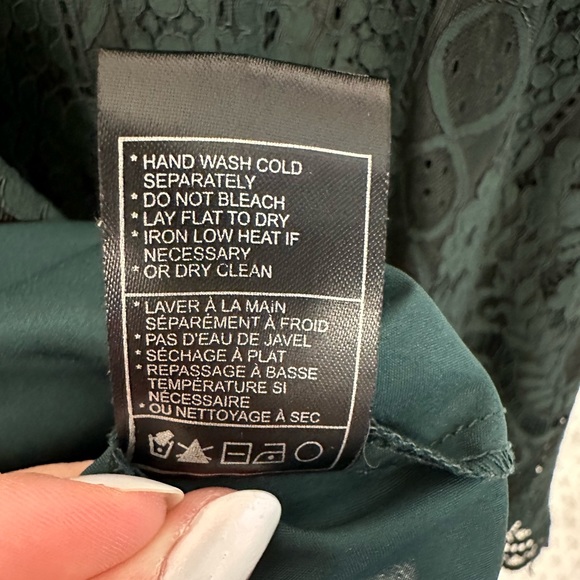 * HAND WASH COLD
SEPARATELY
* DO NOT BLEACH
* LAY FLAT TO DRY
* IRON LOW HEAT IF
NECESSARY
* OR DRY CLEAN
* LAVER À LA MAIN
SÉPARÉMENT À FROID
* PAS D'EAU DE JAVEL
* SÉCHAGE À PLAT
* REPASSAGE À BASSE
TEMPÉRATURE SI
NÉCESSAIRE
* OU NETTOYAGE À SEC